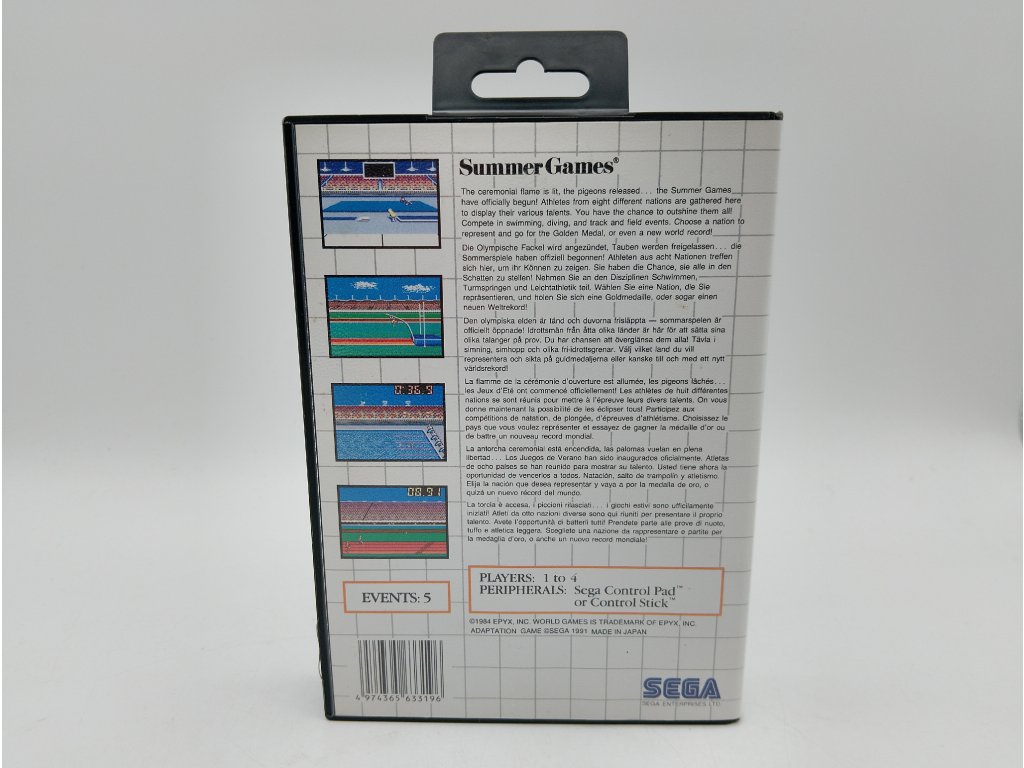 Summer Games®
The ceremonial flame is lit, the pigeons released... the Summer Games
have officially begun! Athletes from eight different nations are gathered here
to display their various talents. You have the chance to outshine them all!
Compete in swimming, diving, and track and field events. Choose a nation to
represent and go for the Golden Medal, or even a new world record!
Die Olympische Fackel wird angezündet, Tauben werden freigelassen... die
Sommerspiele haben offiziell begonnen! Athleten aus acht Nationen treffen
sich hier, um ihr Können zu zeigen. Sie haben die Chance, sie alle in den
Schatten zu stellen! Nehmen Sie an den Disziplinen Schwimmen,
Turmspringen und Leichtathletik teil. Wählen Sie eine Nation, die Sie
repräsentieren, und holen Sie sich eine Goldmedaille, oder sogar einen
neuen Weltrekord!
Den olympiska elden är tänd och duvorna frisläppta — sommarspelen är
officiellt öppnade! Idrottsmän från åtta olika länder är här för att sätta sina
olika talanger på prov. Du har chansen att överglänsa dem alla! Tävla i
simning, simhopp och olika fri-idrottsgrenar. Välj vilket land du vill
representera och sikta på guldmedaljerna eller kanske till och med ett nytt
världsrekord!
La flamme de la cérémonie d'ouverture est allumée, les pigeons lâchés...
les Jeux d'Eté ont commencé officiellement! Les athlètes de huit différentes
nations se sont réunis pour mettre à l'épreuve leurs divers talents. On vous
donne maintenant la possibilité de les éclipser tous! Participez aux
compétitions de natation, de plongée, d'épreuves d'athlétisme. Choisissez le
pays que vous voulez représenter et essayez de gagner la médaille d'or ou
de battre un nouveau record mondial.
La antorcha ceremonial está encendida, las palomas vuelan en plena
libertad... Los Juegos de Verano han sido inaugurados oficialmente. Atletas
de ocho países se han reunido para mostrar su talento. Usted tiene ahora la
oportunidad de vencerlos a todos. Natación, salto de trampolín y atletismo.
Elija la nación que desea representar y vaya a por la medalla de oro, o
quizá un nuevo récord del mundo.
La torcia è accesa, i piccioni rilasciati... i giochi estivi sono ufficialmente
iniziati! Atleti da otto nazioni diverse sono qui riuniti per presentare il proprio
talento. Avete l'opportunità di batterli tutti! Prendete parte alle prove di nuoto,
tuffo e atletica leggera. Scegliete una nazione da rappresentare o partite per
la medaglia d'oro, o anche un nuovo record mondiale!
0:36.9
08.91
EVENTS: 5
PLAYERS: 1 to 4
PERIPHERALS: Sega Control Pad™
or Control Stick™
©1984 EPYX, INC. WORLD GAMES IS TRADEMARK OF EPYX, INC.
ADAPTATION GAME ©SEGA 1991 MADE IN JAPAN
4 974365 633196
SEGA
SEGA ENTERPRISES LTD.